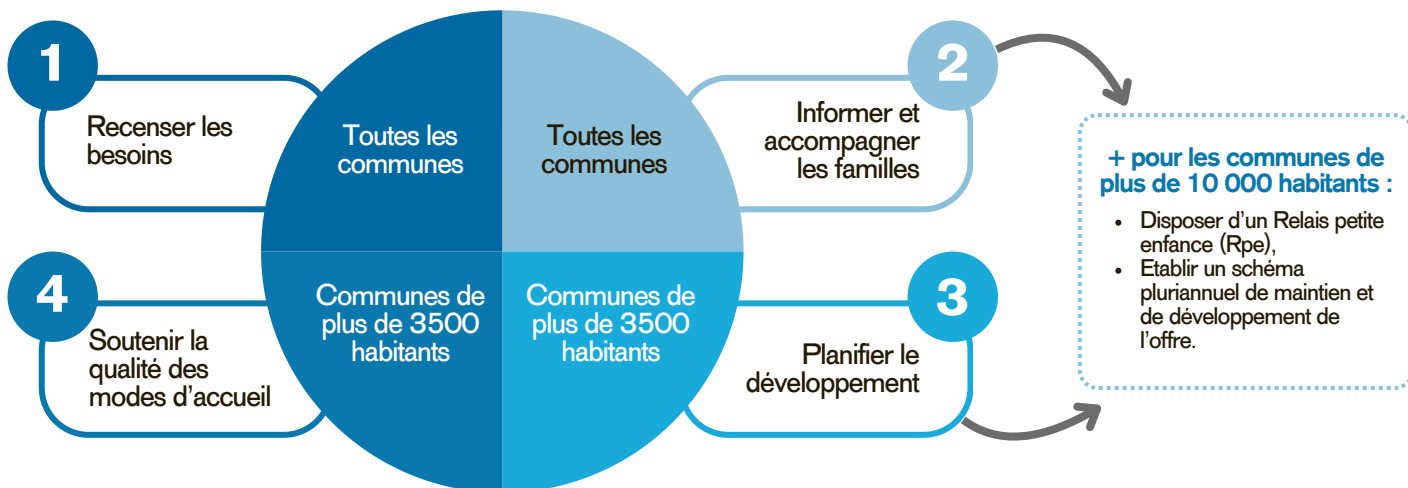 1
Recenser les
besoins
Toutes les
communes
Toutes les
communes
2
Informer et
accompagner
les familles
+ pour les communes de
plus de 10 000 habitants :
• Disposer d'un Relais petite
enfance (Rpe),
• Etablir un schéma
pluriannuel de maintien et
de développement de
l'offre.
4
Soutenir la
qualité des
modes d'accueil
Communes de
plus de 3500
habitants
Communes de
plus de 3500
habitants
3
Planifier le
développement